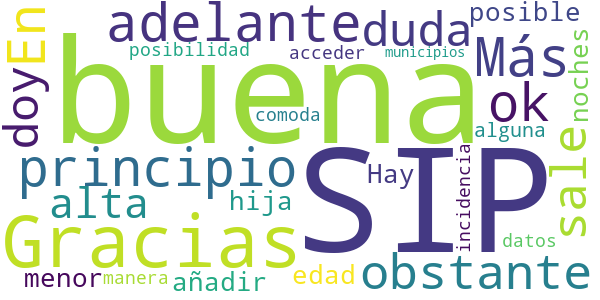 En
adelante
duda
posible
posibilidad
acceder
municipios
doy
buena
Más
noches
ok
comoda
alguna
principio
SIP
Hay
incidencia
sale
alta
hija
Gracias
datos
obstante
menor
manera
añadir
edad